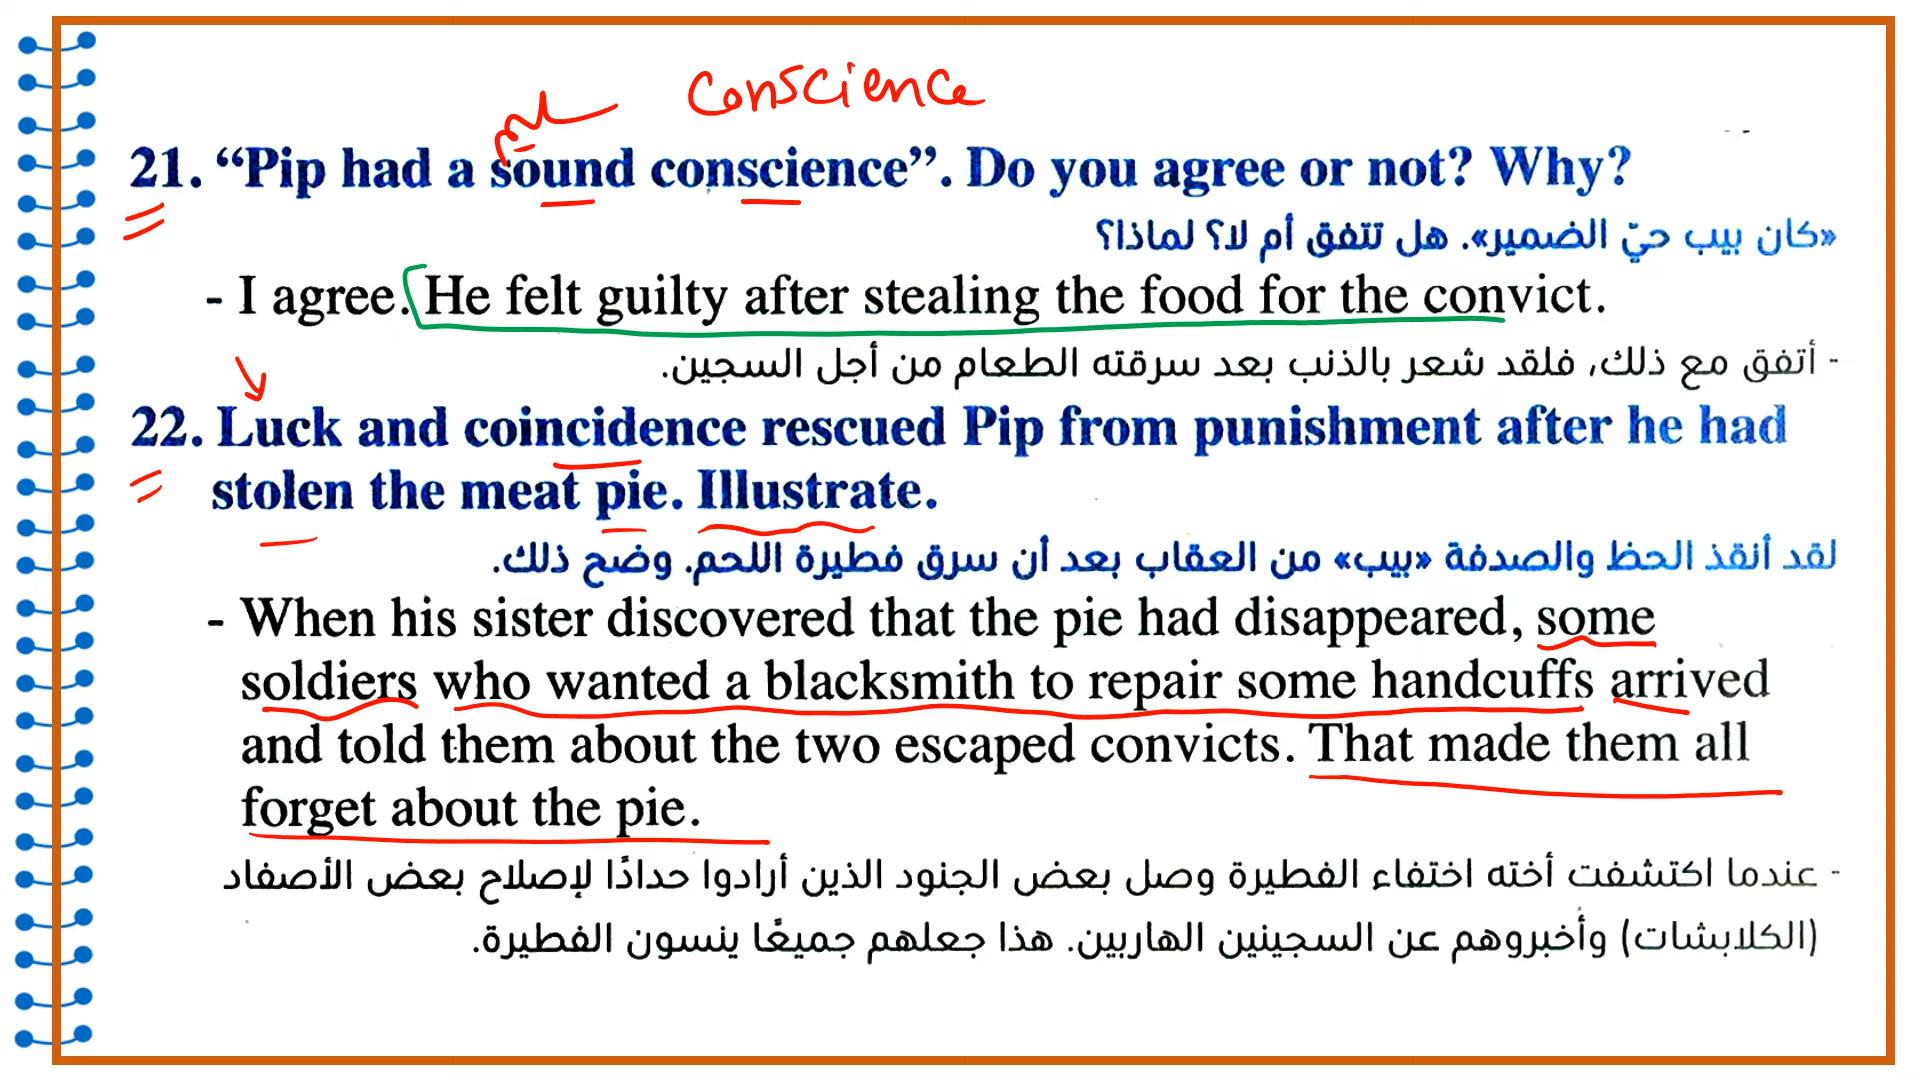 Conscience
21. “Pip had a sound conscience”. Do you agree or not? Why?
«كان بيب حيّ الضمير». هل تتفق أم لا؟ لماذا؟
- I agree. He felt guilty after stealing the food for the convict.
- أتفق مع ذلك، فلقد شعر بالذنب بعد سرقته الطعام من أجل السجين.
22. Luck and coincidence rescued Pip from punishment after he had
stolen the meat pie. Illustrate.
لقد أنقذ الحظ والصدفة «بيب» من العقاب بعد أن سرق فطيرة اللحم. وضح ذلك.
- When his sister discovered that the pie had disappeared, some
soldiers who wanted a blacksmith to repair some handcuffs arrived
and told them about the two escaped convicts. That made them all
forget about the pie.
- عندما اكتشفت أخته اختفاء الفطيرة وصل بعض الجنود الذين أرادوا حدادًا لإصلاح بعض الأصفاد
(الكلابشات) وأخبروهم عن السجينين الهاربين. هذا جعلهم جميعًا ينسون الفطيرة.